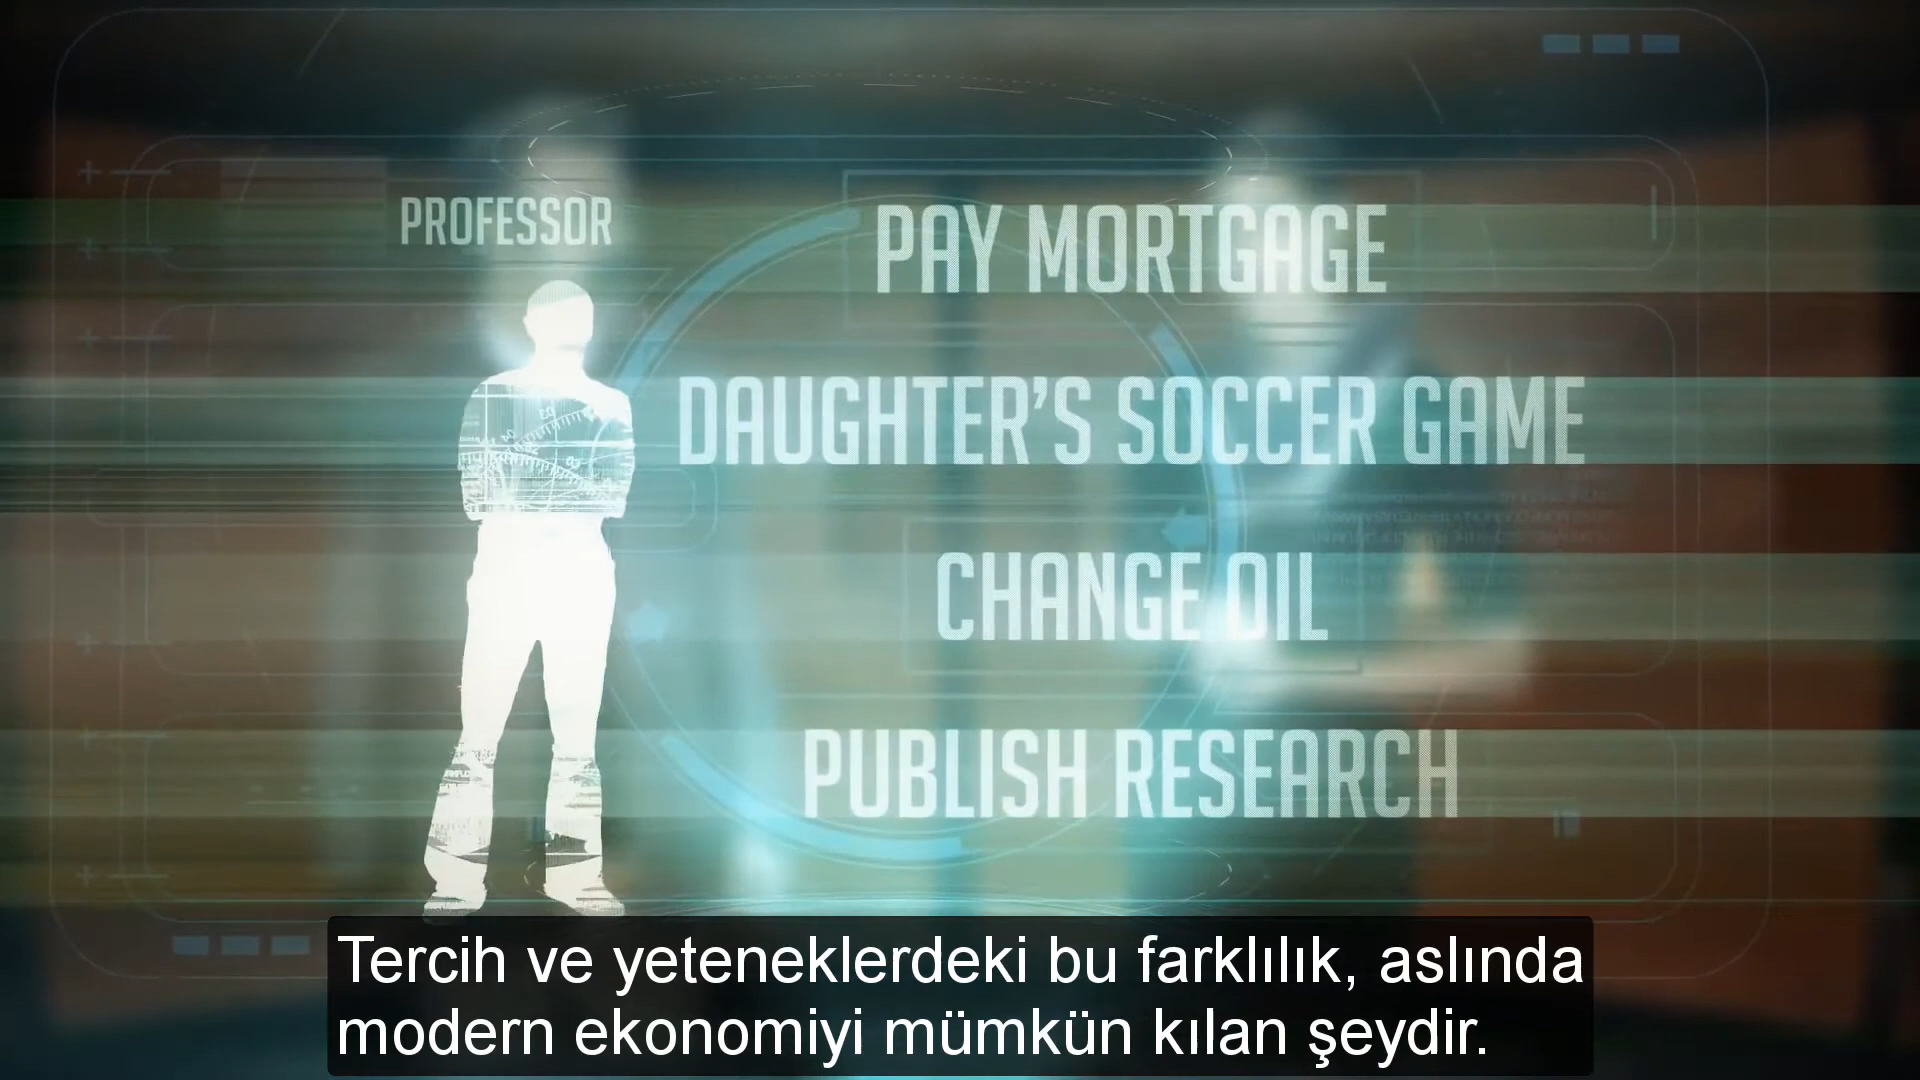 PROFESSOR
PAY MORTGAGE
DAUGHTER'S SOCCER GAME
CHANGE OIL
PUBLISH RESEARCH
Tercih ve yeteneklerdeki bu farklılık, aslında
modern ekonomiyi mümkün kılan şeydir.